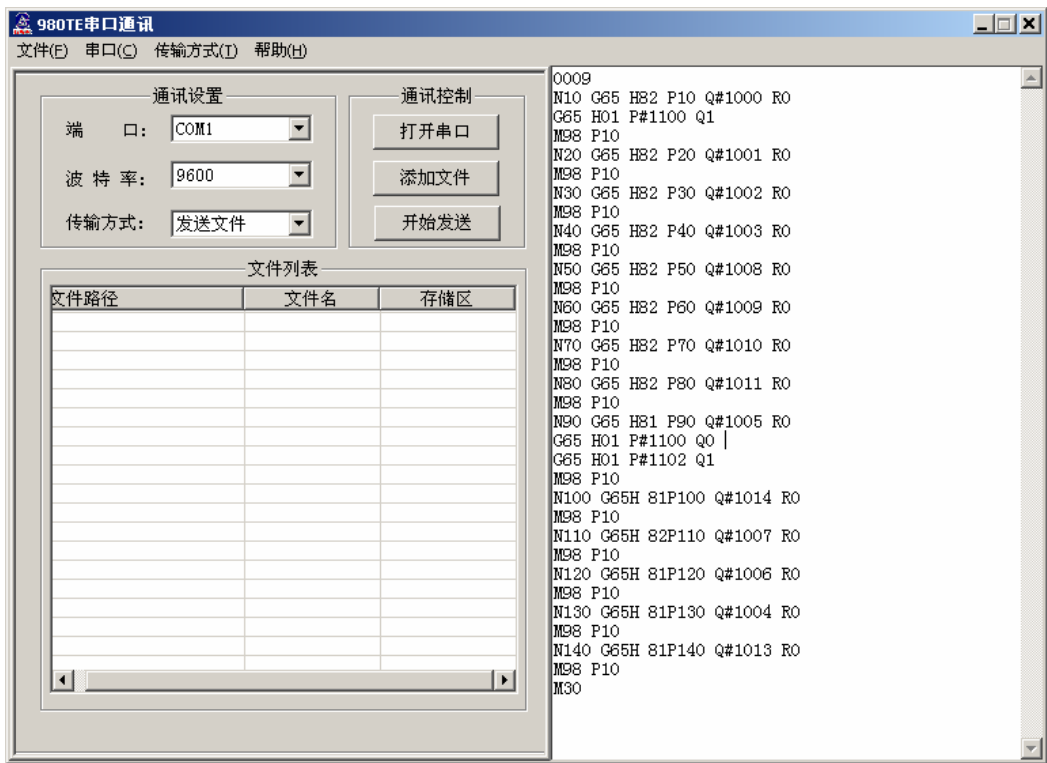 980TE串口通讯
文件(F) 串口(C) 传输方式(T) 帮助(H)
通讯设置
端 口: COM1
波 特 率: 9600
传输方式: 发送文件
通讯控制
打开串口
添加文件
开始发送
文件列表
文件路径 文件名 存储区
O009
N10 G65 H82 P10 Q#1000 R0
G65 H01 P#1100 Q1
M98 P10
N20 G65 H82 P20 Q#1001 R0
M98 P10
N30 G65 H82 P30 Q#1002 R0
M98 P10
N40 G65 H82 P40 Q#1003 R0
M98 P10
N50 G65 H82 P50 Q#1008 R0
M98 P10
N60 G65 H82 P60 Q#1009 R0
M98 P10
N70 G65 H82 P70 Q#1010 R0
M98 P10
N80 G65 H82 P80 Q#1011 R0
M98 P10
N90 G65 H81 P90 Q#1005 R0
G65 H01 P#1100 Q0
G65 H01 P#1102 Q1
M98 P10
N100 G65H 81P100 Q#1014 R0
M98 P10
N110 G65H 82P110 Q#1007 R0
M98 P10
N120 G65H 81P120 Q#1006 R0
M98 P10
N130 G65H 81P130 Q#1004 R0
M98 P10
N140 G65H 81P140 Q#1013 R0
M98 P10
M30